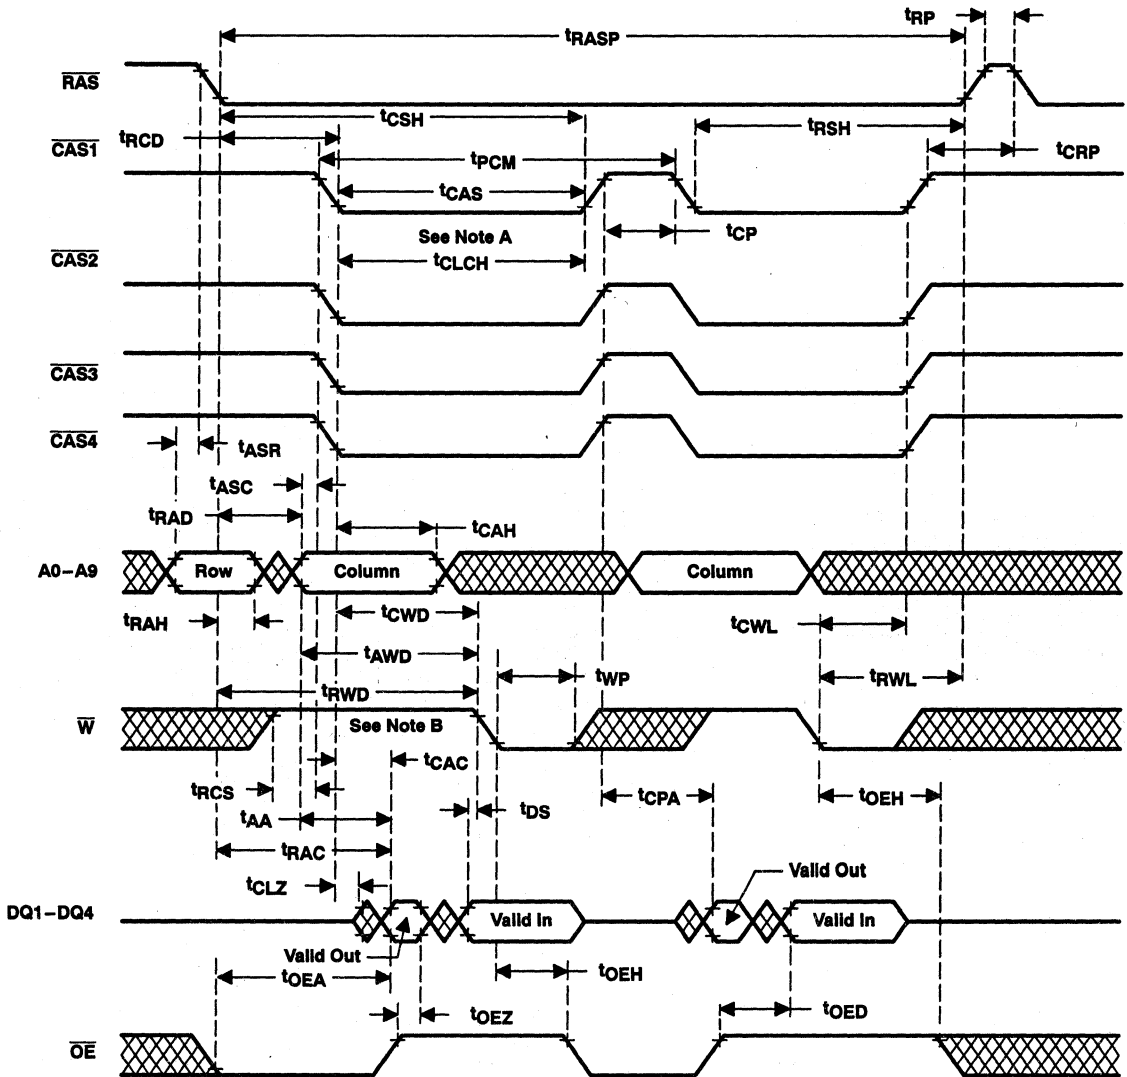 tRP
tRASP
RAS
tCSH
tRCD
tRSH
CAS1
tPCM
tCRP
tCAS
tCP
See Note A
CAS2
tCLCH
CAS3
CAS4
tASR
tASC
tRAD
tCAH
A0–A9
Row
Column
Column
tRAH
tCWD
tCWL
tAWD
tWP
tRWL
tRWD
W
See Note B
tCAC
tRCS
tCPA
tOEH
tDS
tAA
tRAC
Valid Out
tCLZ
DQ1–DQ4
Valid In
Valid In
Valid Out
tOEA
tOEH
tOEZ
tOED
OE